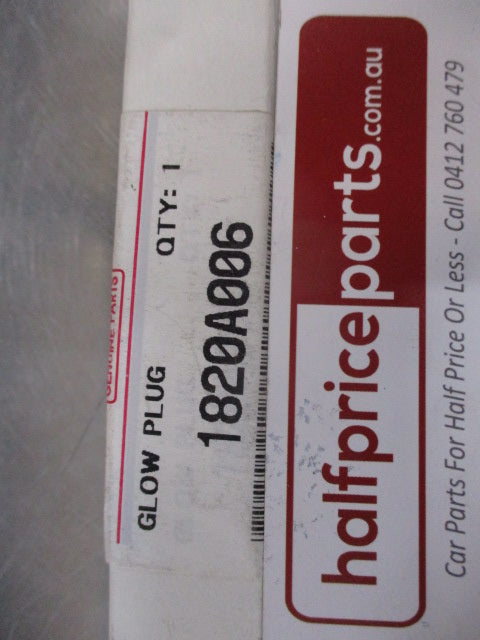 GENUINE PARTS
GLOW PLUG QTY: 1
1820A006
halfpriceparts.com.au
Car Parts For Half Price Or Less - Call 0412 760 479